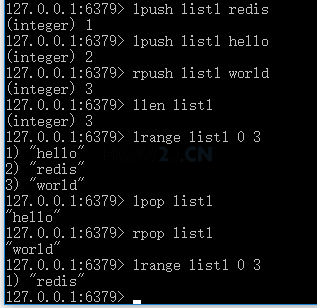 127.0.0.1:6379> lpush list1 redis
(integer) 1
127.0.0.1:6379> lpush list1 hello
(integer) 2
127.0.0.1:6379> rpush list1 world
(integer) 3
127.0.0.1:6379> llen list1
(integer) 3
127.0.0.1:6379> lrange list1 0 3
1) "hello"
2) "redis"
3) "world"
127.0.0.1:6379> lpop list1
"hello"
127.0.0.1:6379> rpop list1
"world"
127.0.0.1:6379> lrange list1 0 3
1) "redis"
127.0.0.1:6379>